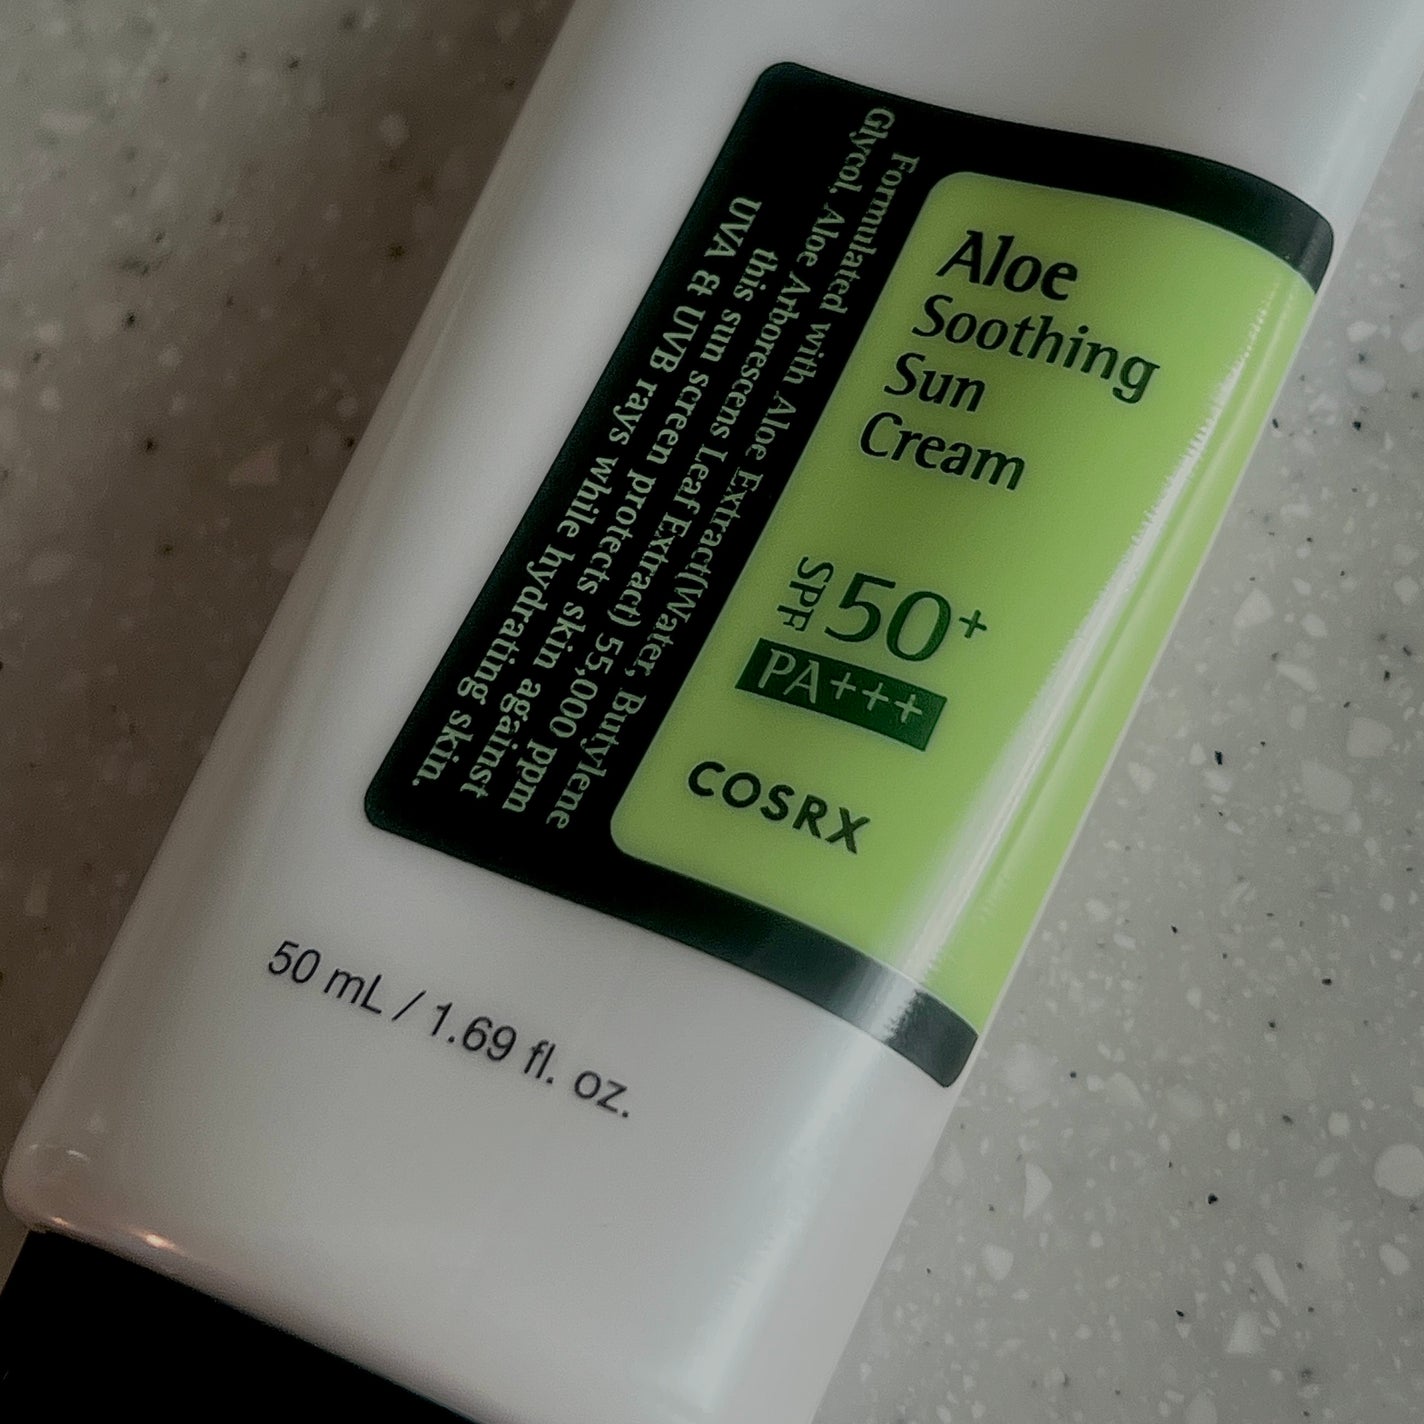 Aloe
Soothing
Sun
Cream
SPF 50+
PA+++
COSRX
Formulated with Aloe Extract(Water, Butylene
Glycol, Aloe Arborescens Leaf Extract) 55,000 ppm
this sun screen protects skin against
UVA & UVB rays while hydrating skin.
50 mL / 1.69 fl. oz.